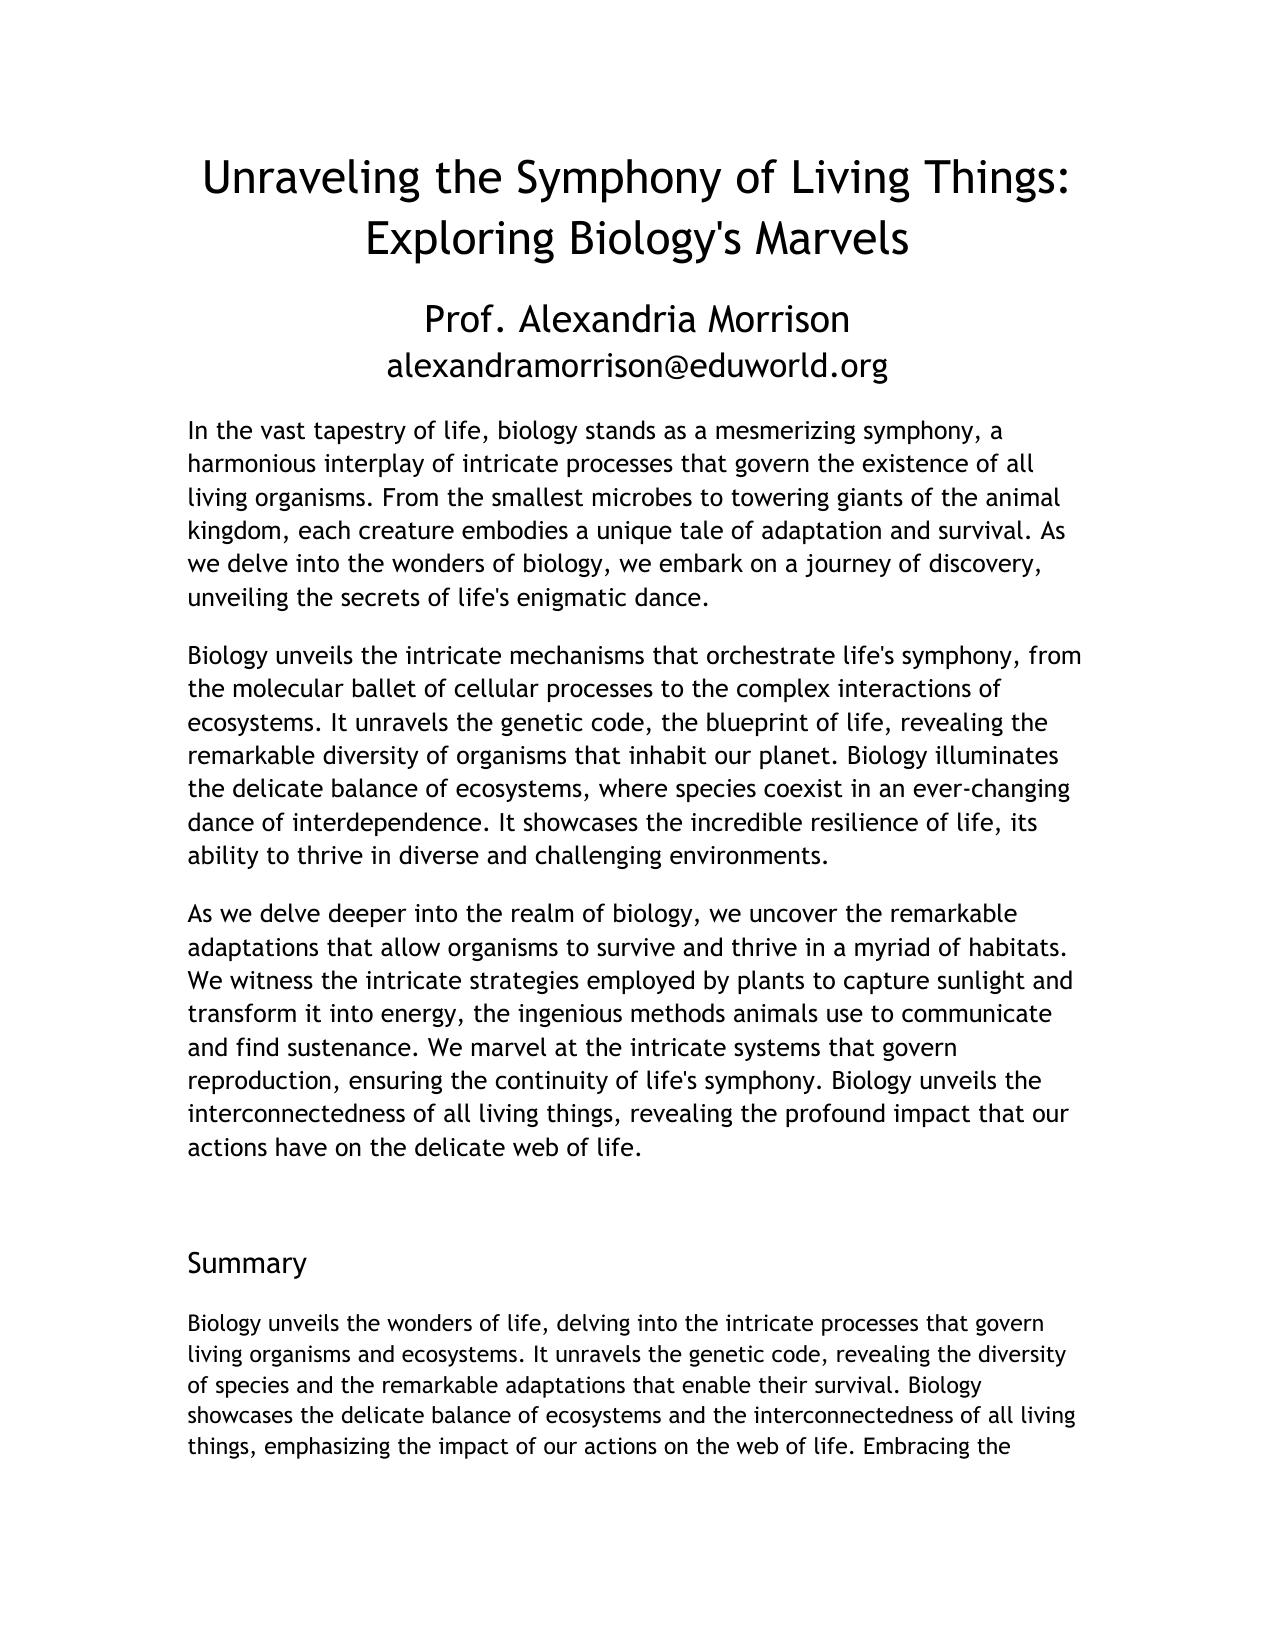 Unraveling the Symphony of Living Things:
Exploring Biology's Marvels
Prof. Alexandria Morrison
alexandramorrison@eduworld.org
In the vast tapestry of life, biology stands as a mesmerizing symphony, a
harmonious interplay of intricate processes that govern the existence of all
living organisms. From the smallest microbes to towering giants of the animal
kingdom, each creature embodies a unique tale of adaptation and survival. As
we delve into the wonders of biology, we embark on a journey of discovery,
unveiling the secrets of life's enigmatic dance.
Biology unveils the intricate mechanisms that orchestrate life's symphony, from
the molecular ballet of cellular processes to the complex interactions of
ecosystems. It unravels the genetic code, the blueprint of life, revealing the
remarkable diversity of organisms that inhabit our planet. Biology illuminates
the delicate balance of ecosystems, where species coexist in an ever-changing
dance of interdependence. It showcases the incredible resilience of life, its
ability to thrive in diverse and challenging environments.
As we delve deeper into the realm of biology, we uncover the remarkable
adaptations that allow organisms to survive and thrive in a myriad of habitats.
We witness the intricate strategies employed by plants to capture sunlight and
transform it into energy, the ingenious methods animals use to communicate
and find sustenance. We marvel at the intricate systems that govern
reproduction, ensuring the continuity of life's symphony. Biology unveils the
interconnectedness of all living things, revealing the profound impact that our
actions have on the delicate web of life.
Summary
Biology unveils the wonders of life, delving into the intricate processes that govern
living organisms and ecosystems. It unravels the genetic code, revealing the diversity
of species and the remarkable adaptations that enable their survival. Biology
showcases the delicate balance of ecosystems and the interconnectedness of all living
things, emphasizing the impact of our actions on the web of life. Embracing the